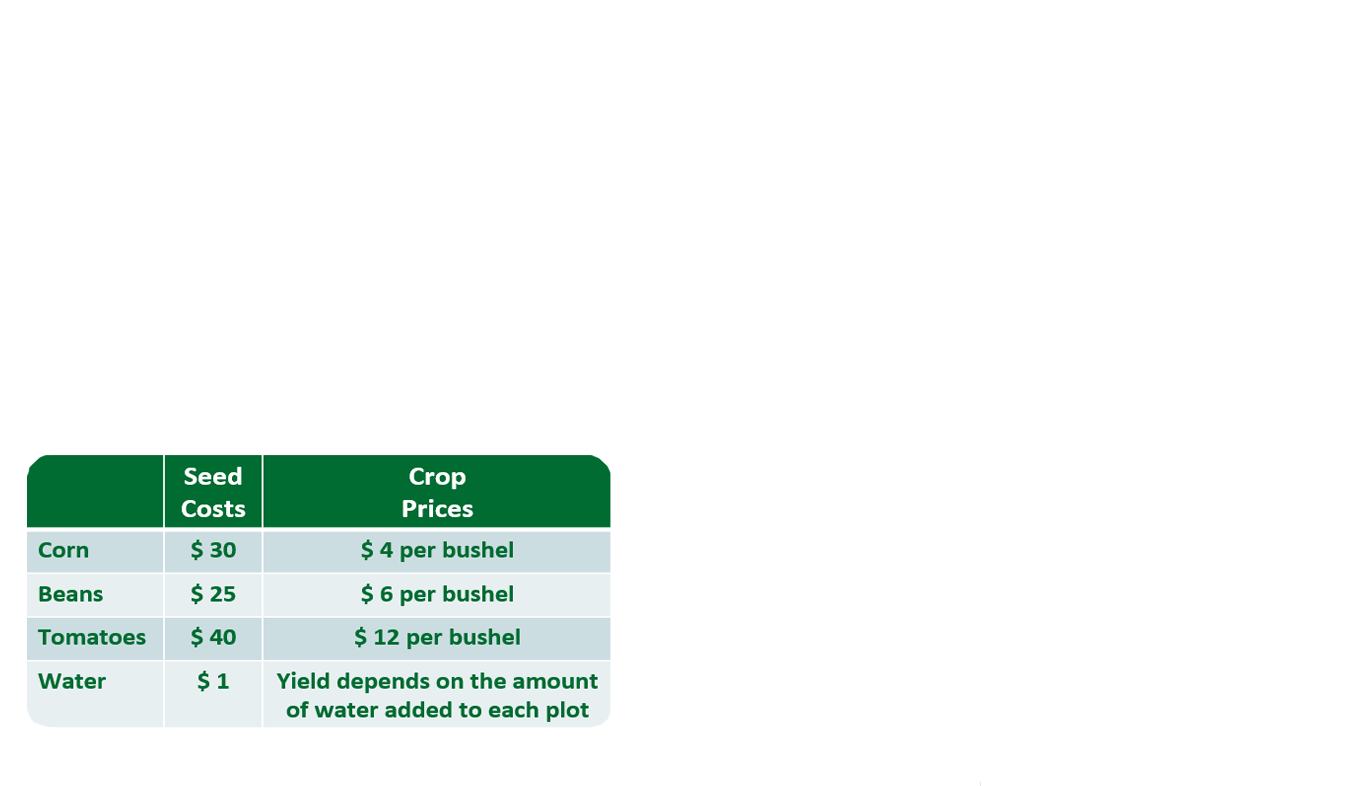 Seed Costs Crop Prices
Corn $ 30 $ 4 per bushel
Beans $ 25 $ 6 per bushel
Tomatoes $ 40 $ 12 per bushel
Water $ 1 Yield depends on the amount
of water added to each plot